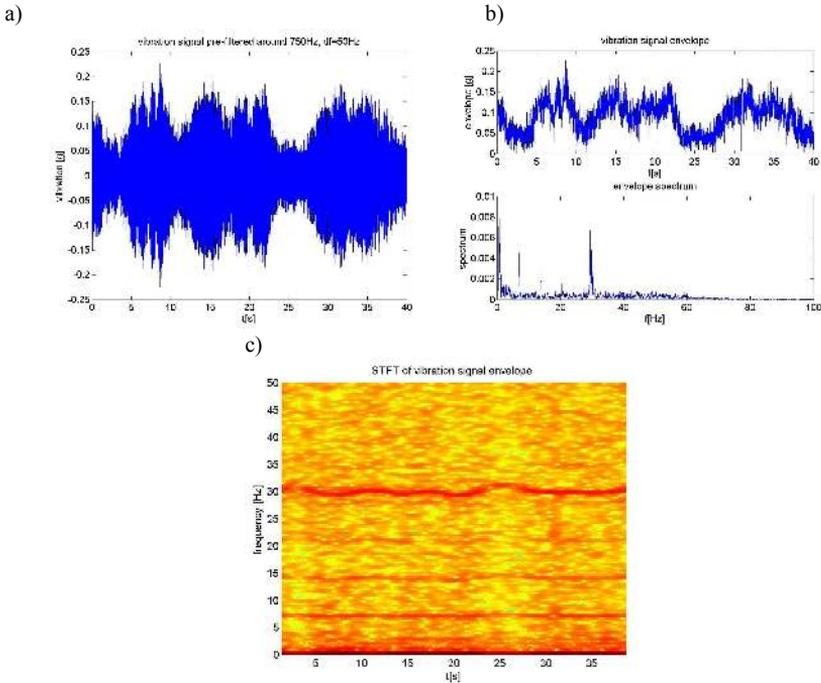 a)
vibration signal pre-filtered around 750Hz, df=50Hz
0.25
0.2
0.15
0.1
0.05
0
-0.05
-0.1
-0.15
-0.2
-0.25
vibration [g]
0 5 10 15 20 25 30 35 40
t[s]
b)
vibration signal envelope
0.25
0.2
0.15
0.1
0.05
0
envelope [g]
0 5 10 15 20 25 30 35 40
t[s]
envelope spectrum
0.01
0.008
0.006
0.004
0.002
0
spectrum
0 20 40 60 80 100
f[Hz]
c)
STFT of vibration signal envelope
50
45
40
35
30
25
20
15
10
5
0
frequency [Hz]
5 10 15 20 25 30 35
t[s]